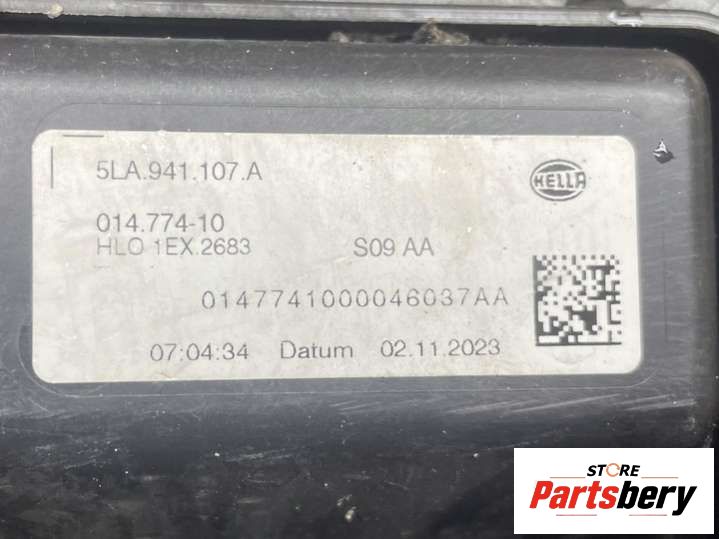 5LA.941.107.A
HELLA
014.774-10
HLO 1EX.2683 S09 AA
0147741000046037AA
07:04:34 Datum 02.11.2023
STORE
Partsbery